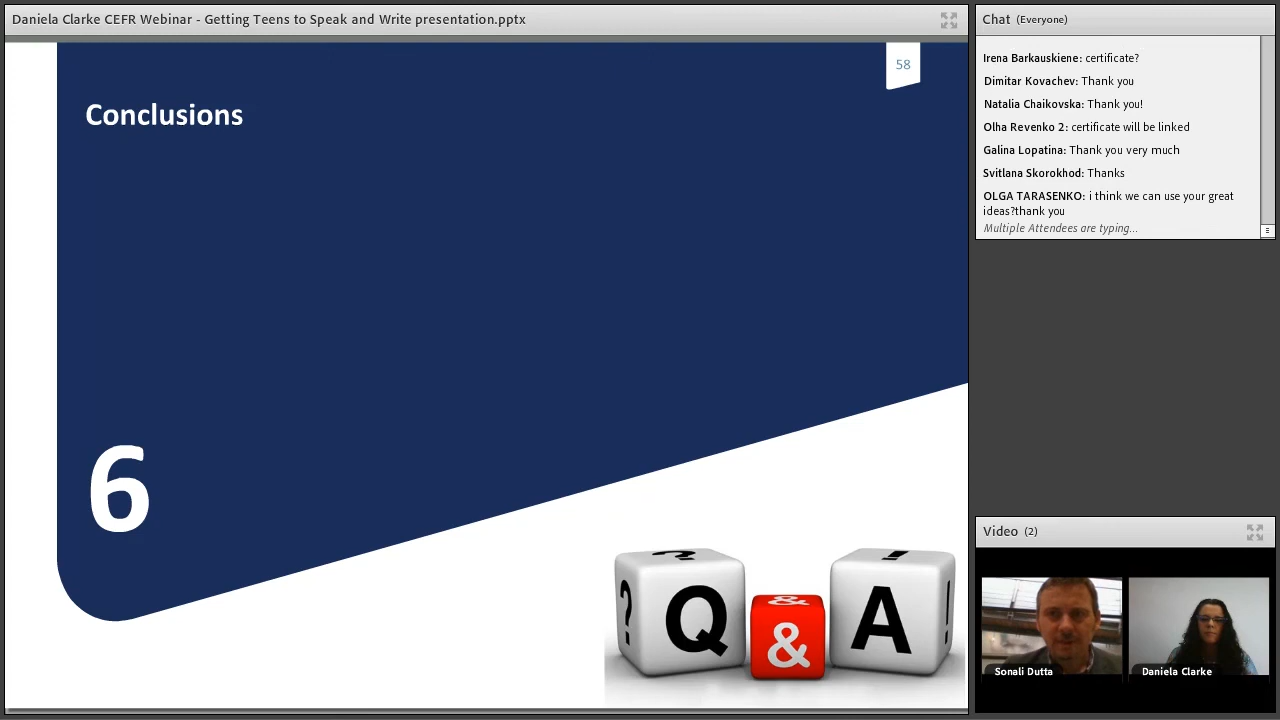 Daniela Clarke CEFR Webinar - Getting Teens to Speak and Write presentation.pptx
58
Conclusions
6
? ? Q & & ! A !
Chat (Everyone)
Irena Barkauskiene: certificate?
Dimitar Kovachev: Thank you
Natalia Chaikovska: Thank you!
Olha Revenko 2: certificate will be linked
Galina Lopatina: Thank you very much
Svitlana Skorokhod: Thanks
OLGA TARASENKO: i think we can use your great
ideas?thank you
Multiple Attendees are typing...
Video (2)
Sonali Dutta
Daniela Clarke